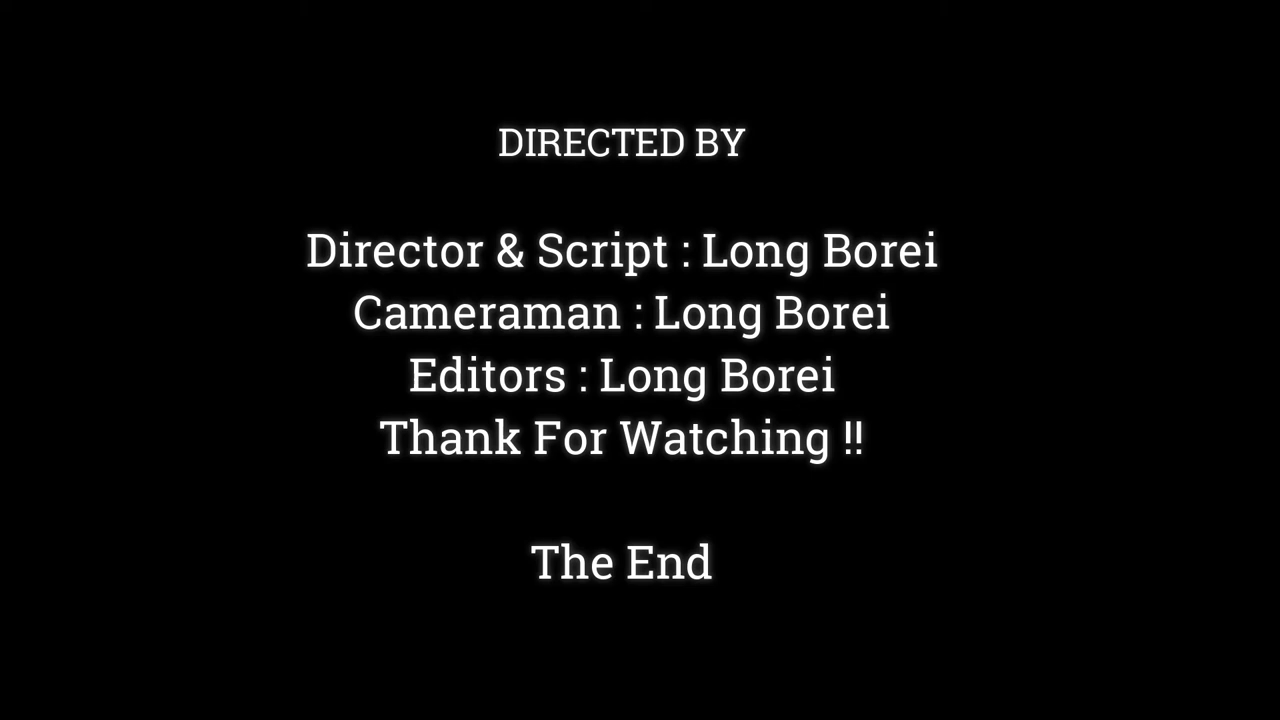 DIRECTED BY
Director & Script : Long Borei
Cameraman : Long Borei
Editors : Long Borei
Thank For Watching !!
The End